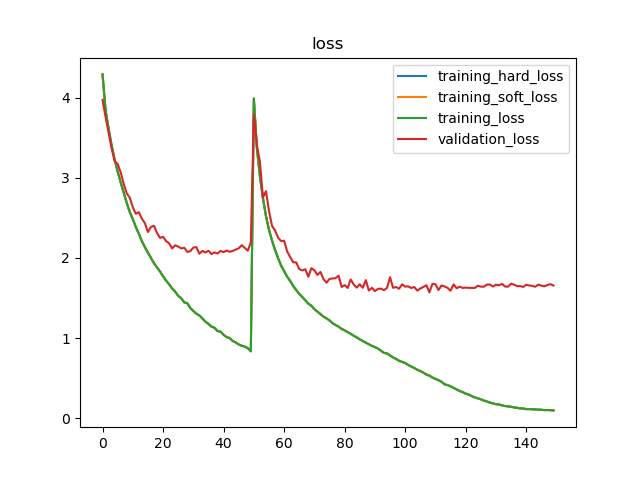 loss
training_hard_loss
training_soft_loss
training_loss
validation_loss
4
3
2
1
0
0 20 40 60 80 100 120 140